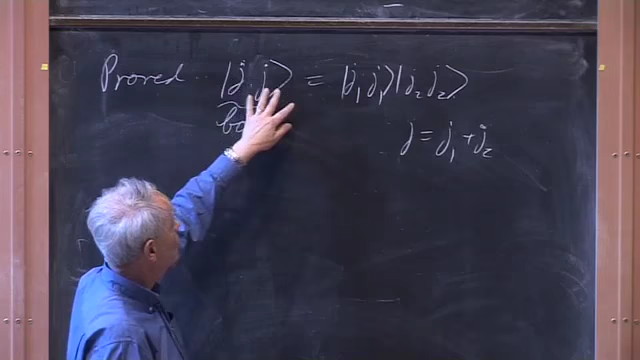 Proved |j j⟩ = |j₁ j₁⟩|j₂ j₂⟩
j = j₁ + j₂